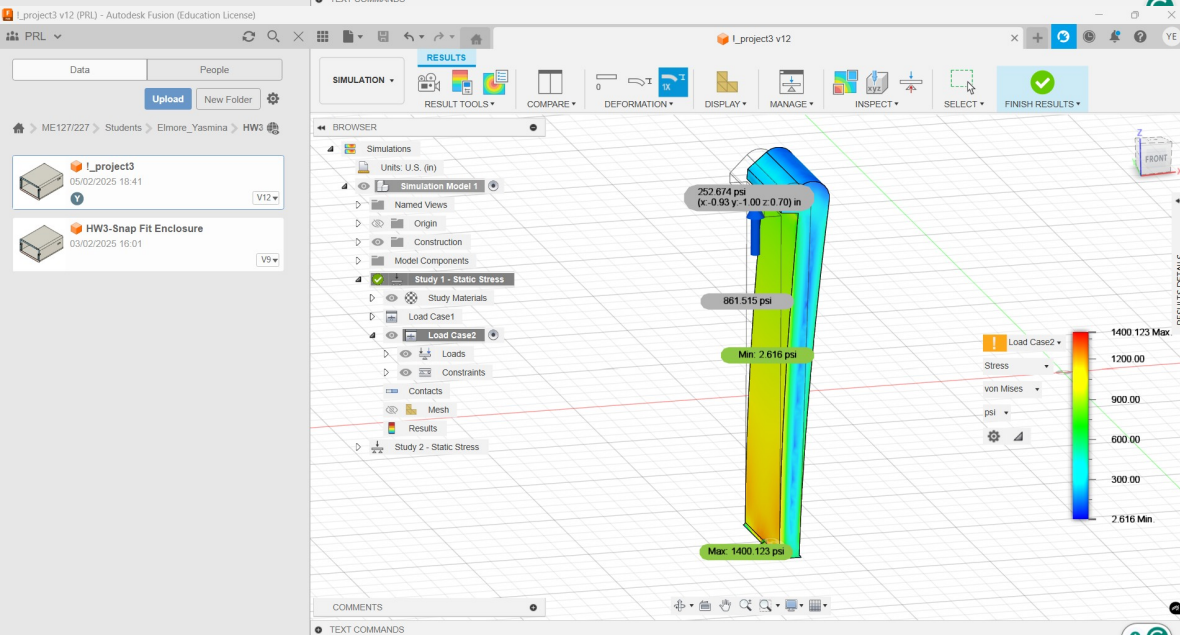 TEXT COMMANDS
!_project3 v12 (PRL) - Autodesk Fusion (Education License)
PRL
!_project3 v12
YE
Data
People
Upload
New Folder
ME127/227
Students
Elmore_Yasmina
HW3
!_project3
05/02/2025 18:41
Y
V12
HW3-Snap Fit Enclosure
03/02/2025 16:01
V9
RESULTS
SIMULATION
RESULT TOOLS
COMPARE
0
1X
DEFORMATION
DISPLAY
MANAGE
xyz
INSPECT
SELECT
FINISH RESULTS
BROWSER
Simulations
Units: U.S. (in)
Simulation Model 1
Named Views
Origin
Construction
Model Components
Study 1 - Static Stress
Study Materials
Load Case1
Load Case2
Loads
Constraints
Contacts
Mesh
Results
Study 2 - Static Stress
252.674 psi
(x:-0.93 y:-1.00 z:0.70) in
861.515 psi
Min: 2.616 psi
Max: 1400.123 psi
Z
FRONT
X
RESULTS DETAILS
Load Case2
Stress
von Mises
psi
1400.123 Max.
1200.00
900.00
600.00
300.00
2.616 Min.
COMMENTS
TEXT COMMANDS